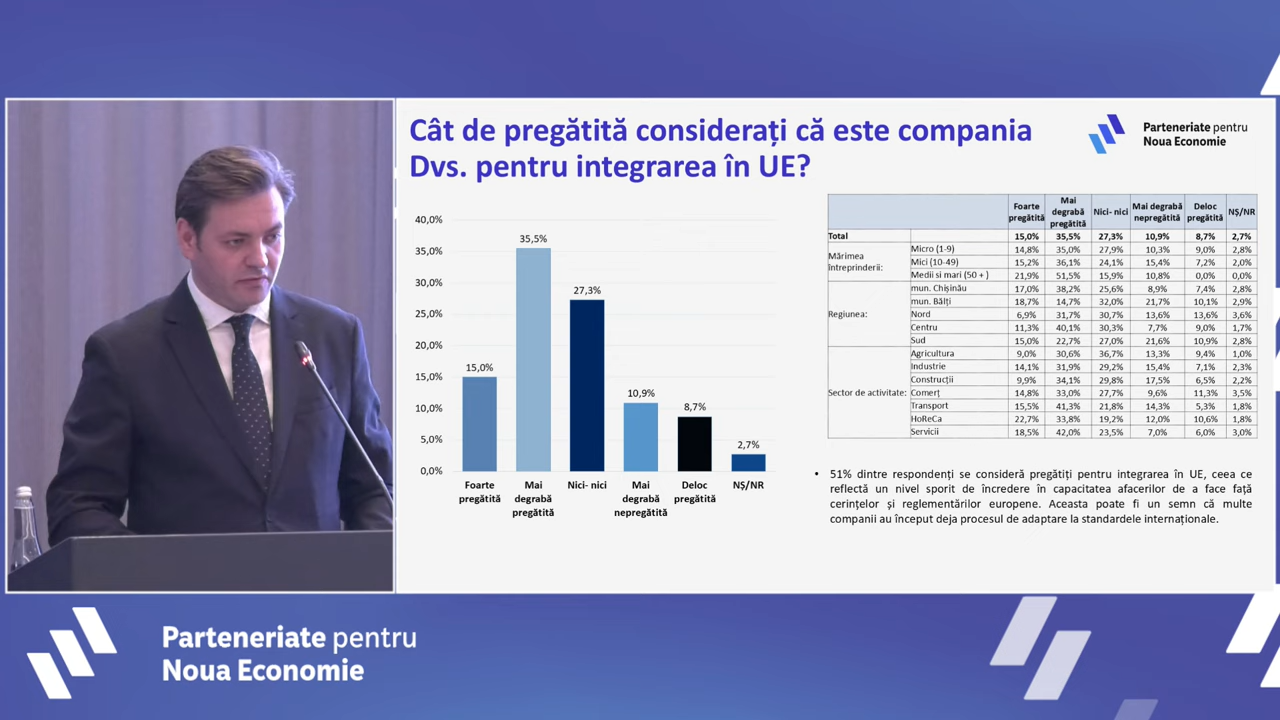 Cât de pregătită considerați că este compania
Dvs. pentru integrarea în UE?
Parteneriate pentru
Noua Economie
40,0%
35,0%
30,0%
25,0%
20,0%
15,0%
10,0%
5,0%
0,0%
15,0%
35,5%
27,3%
10,9%
8,7%
2,7%
Foarte pregătită
Mai degrabă pregătită
Nici- nici
Mai degrabă nepregătită
Deloc pregătită
NȘ/NR
Foarte pregătită Mai degrabă pregătită Nici- nici Mai degrabă nepregătită Deloc pregătită NȘ/NR
Total 15,0% 35,5% 27,3% 10,9% 8,7% 2,7%
Mărimea întreprinderii: Micro (1-9) 14,8% 35,0% 27,9% 10,3% 9,0% 2,8%
Mici (10-49) 15,2% 36,1% 24,1% 15,4% 7,2% 2,0%
Medii si mari (50 + ) 21,9% 51,5% 15,9% 10,8% 0,0% 0,0%
Regiunea: mun. Chișinău 17,0% 38,2% 25,6% 8,9% 7,4% 2,8%
mun. Bălți 18,7% 14,7% 32,0% 21,7% 10,1% 2,9%
Nord 6,9% 31,7% 30,7% 13,6% 13,6% 3,6%
Centru 11,3% 40,1% 30,3% 7,7% 9,0% 1,7%
Sud 15,0% 22,7% 27,0% 21,6% 10,9% 2,8%
Sector de activitate: Agricultura 9,0% 30,6% 36,7% 13,3% 9,4% 1,0%
Industrie 14,1% 31,9% 29,2% 15,4% 7,1% 2,3%
Construcții 9,9% 34,1% 29,8% 17,5% 6,5% 2,2%
Comerț 14,8% 33,0% 27,7% 9,6% 11,3% 3,5%
Transport 15,5% 41,3% 21,8% 14,3% 5,3% 1,8%
HoReCa 22,7% 33,8% 19,2% 12,0% 10,6% 1,8%
Servicii 18,5% 42,0% 23,5% 7,0% 6,0% 3,0%
• 51% dintre respondenți se consideră pregătiți pentru integrarea în UE, ceea ce
reflectă un nivel sporit de încredere în capacitatea afacerilor de a face față
cerințelor și reglementărilor europene. Aceasta poate fi un semn că multe
companii au început deja procesul de adaptare la standardele internaționale.
Parteneriate pentru
Noua Economie